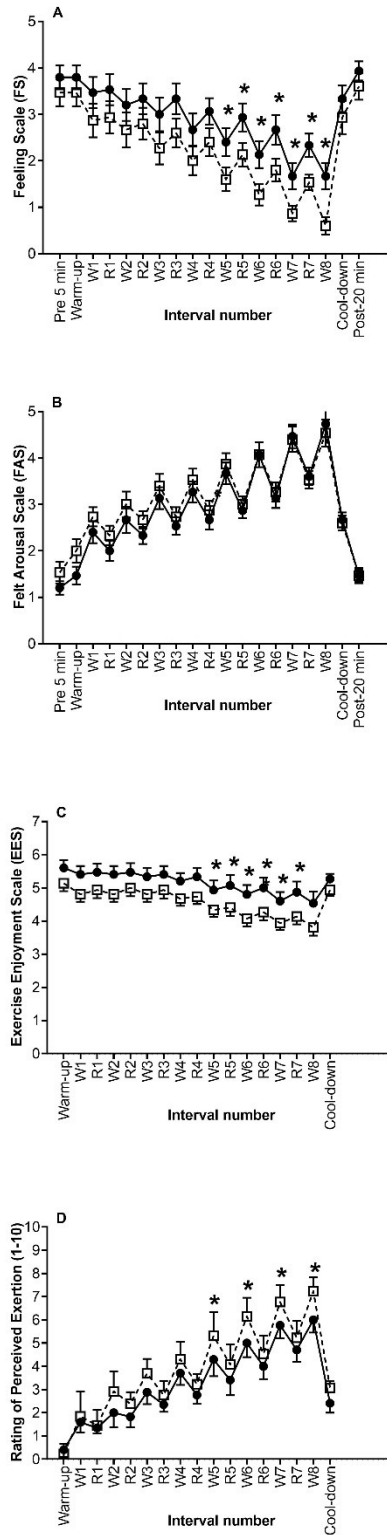 A
Feeling Scale (FS)
5
4
3
2
1
0
* * * * * * *
Pre 5 min
Warm-up
W1
R1
W2
R2
W3
R3
W4
R4
W5
R5
W6
R6
W7
R7
W8
Cool-down
Post-20 min
Interval number
B
Felt Arousal Scale (FAS)
5
4
3
2
1
0
Pre 5 min
Warm-up
W1
R1
W2
R2
W3
R3
W4
R4
W5
R5
W6
R6
W7
R7
W8
Cool-down
Post-20 min
Interval number
C
Exercise Enjoyment Scale (EES)
7
6
5
4
3
2
1
0
* * * * * *
Warm-up
W1
R1
W2
R2
W3
R3
W4
R4
W5
R5
W6
R6
W7
R7
W8
Cool-down
Interval number
D
Rating of Perceived Exertion (1-10)
10
9
8
7
6
5
4
3
2
1
0
* * * *
Warm-up
W1
R1
W2
R2
W3
R3
W4
R4
W5
R5
W6
R6
W7
R7
W8
Cool-down
Interval number